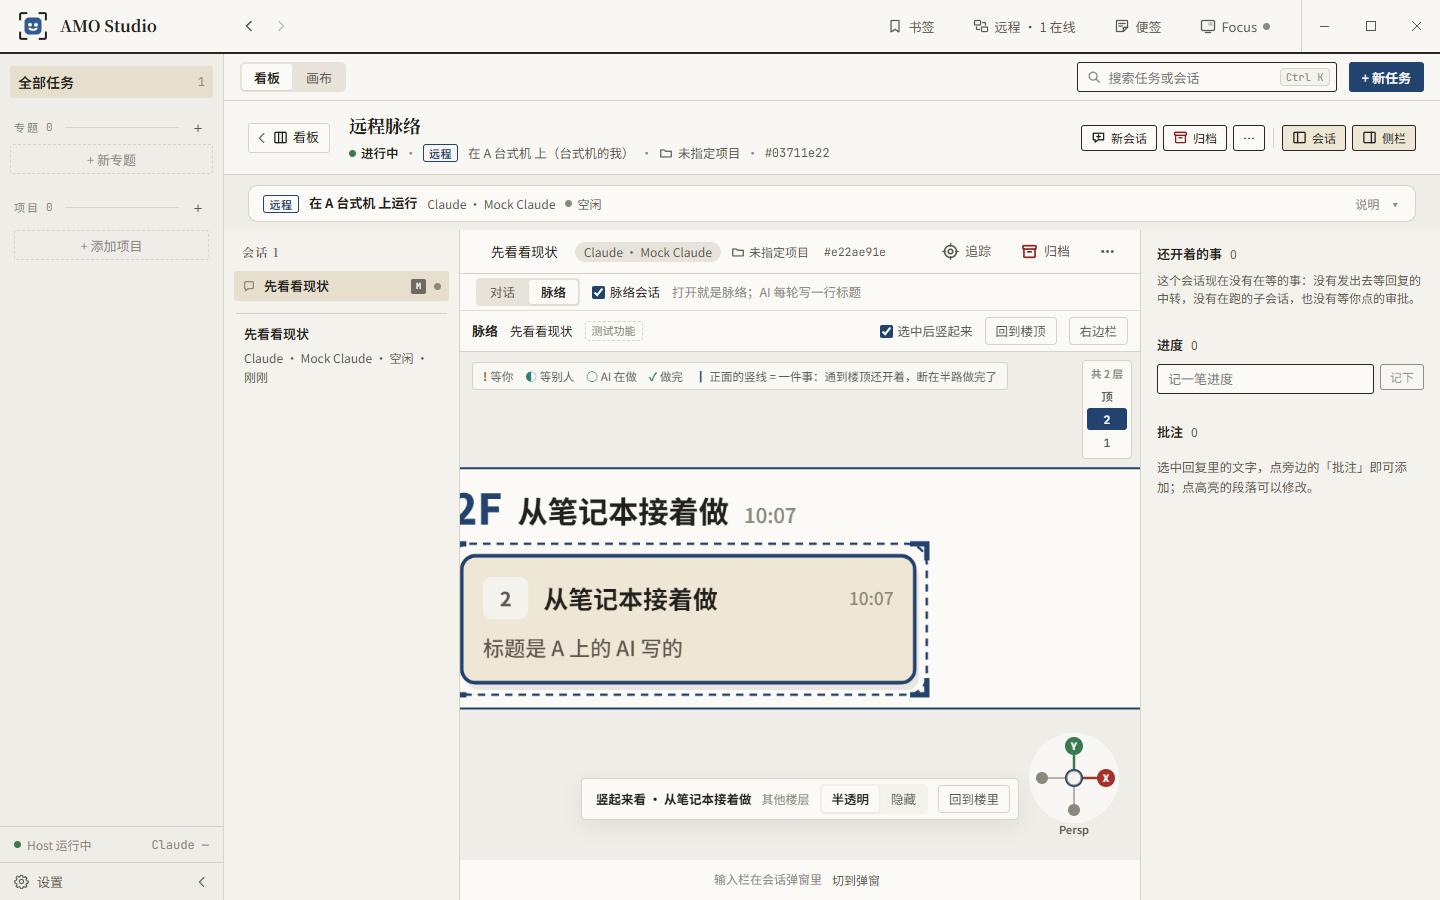 AMO Studio
书签
远程 · 1 在线
便签
Focus
全部任务 1
专题 0 +
+ 新专题
项目 0 +
+ 添加项目
Host 运行中 Claude —
设置
看板 画布
搜索任务或会话 Ctrl K
+ 新任务
看板
远程脉络
进行中 · 远程 在 A 台式机 上（台式机的我） · 未指定项目 · #03711e22
新会话 归档 ··· 会话 侧栏
远程 在 A 台式机 上运行 Claude · Mock Claude 空闲 说明 ▾
会话 1
先看看现状 M
先看看现状
Claude · Mock Claude · 空闲 ·
刚刚
先看看现状 Claude · Mock Claude 未指定项目 #e22ae91e 追踪 归档 ···
对话 脉络 脉络会话 打开就是脉络；AI 每轮写一行标题
脉络 先看看现状 测试功能 选中后竖起来 回到楼顶 右边栏
! 等你 等别人 AI 在做 ✓ 做完 正面的竖线 = 一件事：通到楼顶还开着，断在半路做完了
共 2 层
顶
2
1
2F 从笔记本接着做 10:07
2 从笔记本接着做 10:07
标题是 A 上的 AI 写的
竖起来看 · 从笔记本接着做 其他楼层 半透明 隐藏 回到楼里
Y
X
Persp
输入栏在会话弹窗里 切到弹窗
还开着的事 0
这个会话现在没有在等的事：没有发出去等回复的
中转，没有在跑的子会话，也没有等你点的审批。
进度 0
记一笔进度 记下
批注 0
选中回复里的文字，点旁边的「批注」即可添
加；点高亮的段落可以修改。